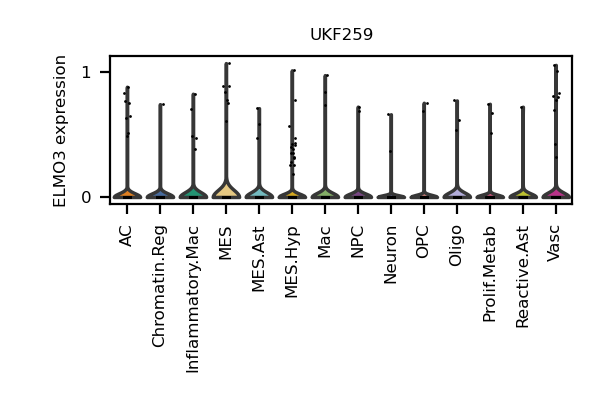 UKF259
ELMO3 expression
1
0
AC
Chromatin.Reg
Inflammatory.Mac
MES
MES.Ast
MES.Hyp
Mac
NPC
Neuron
OPC
Oligo
Prolif.Metab
Reactive.Ast
Vasc